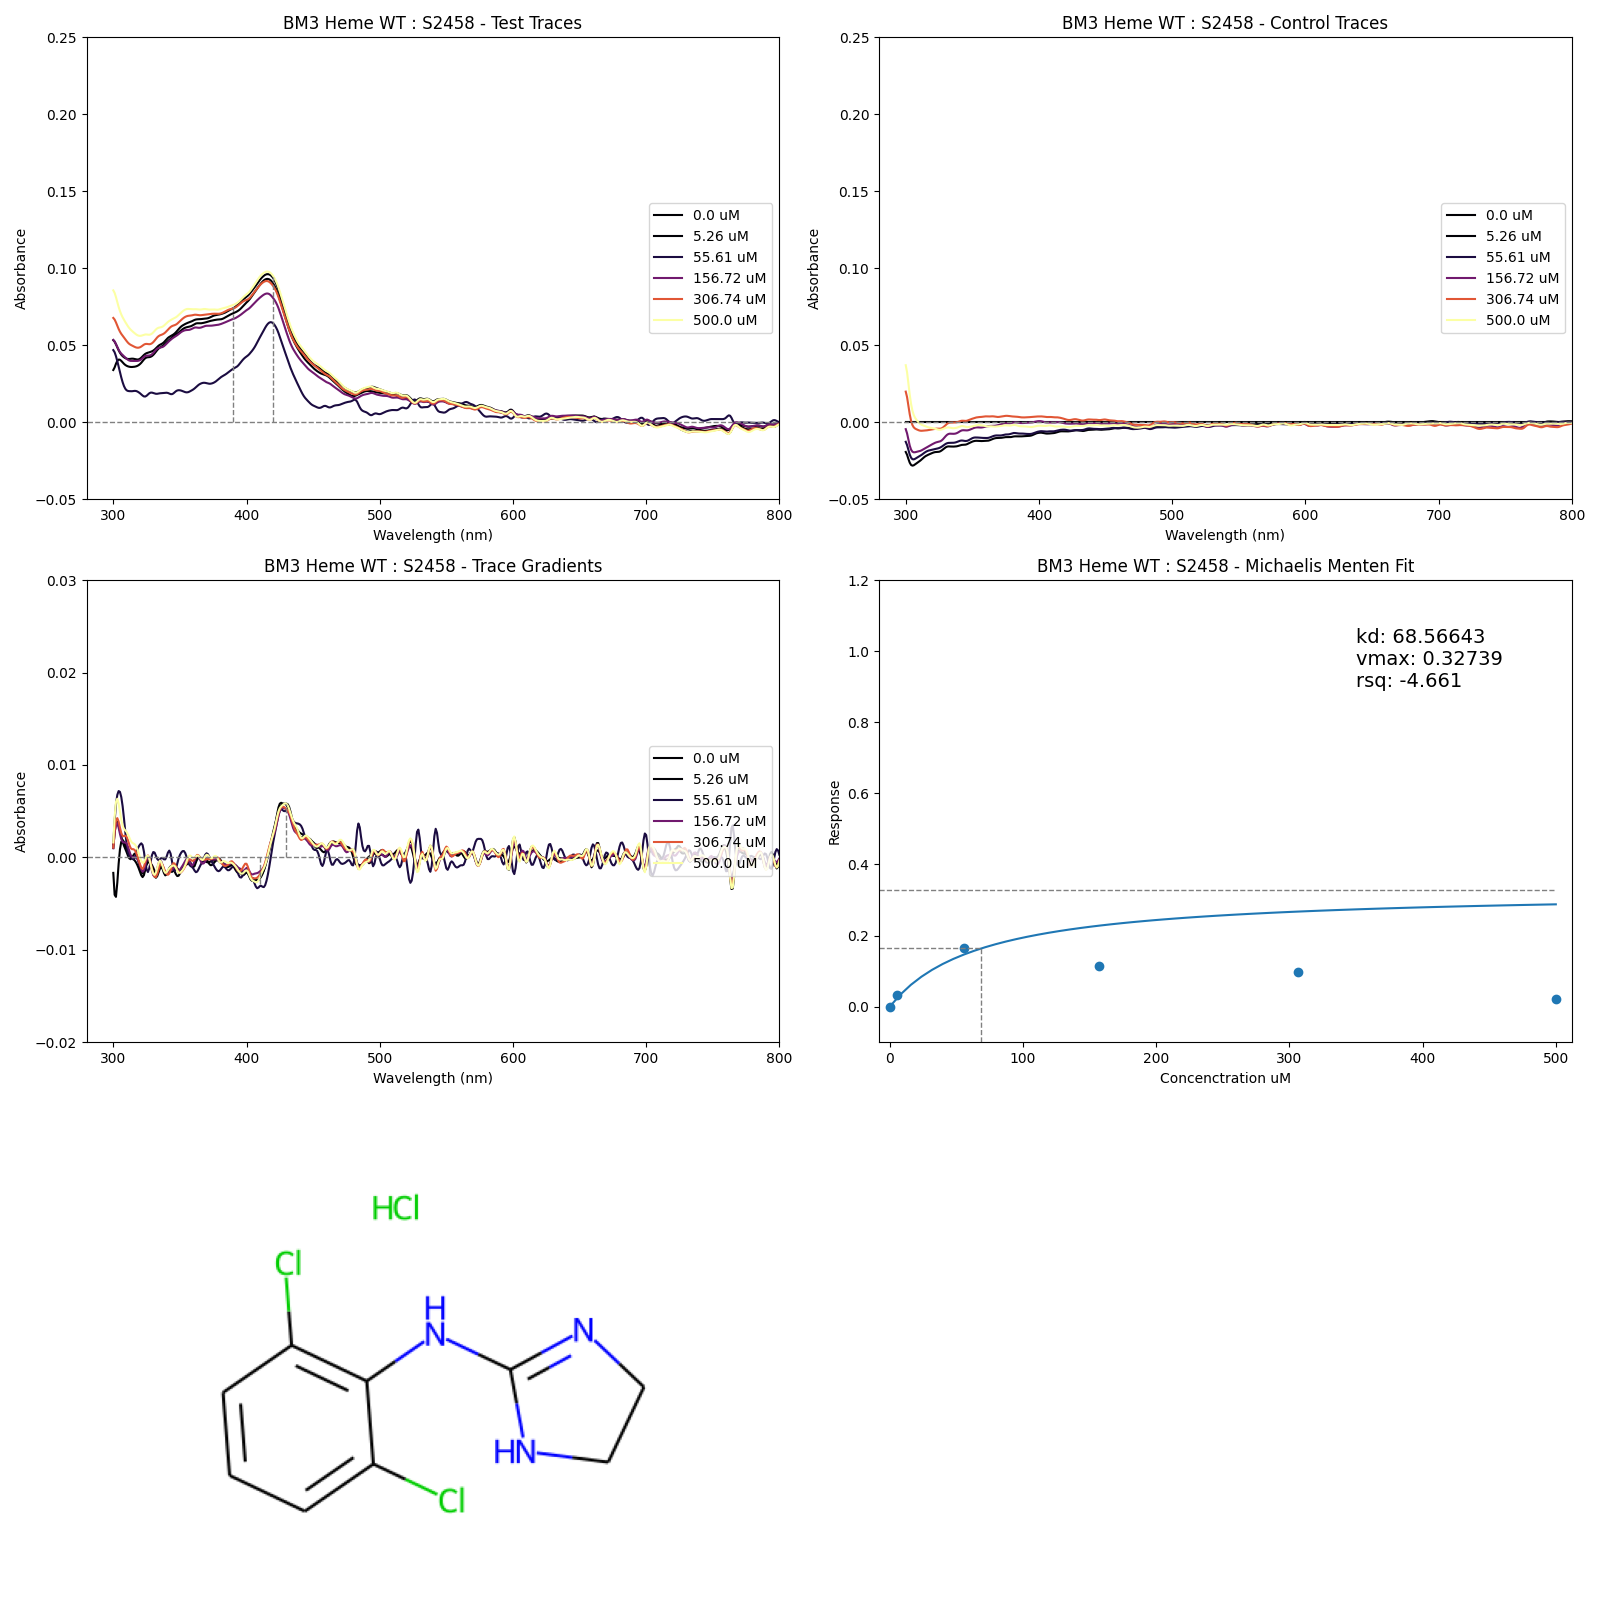 BM3 Heme WT : S2458 - Test Traces
0.25
0.20
0.15
0.10
0.05
0.00
−0.05
Absorbance
300
400
500
600
700
800
Wavelength (nm)
0.0 uM
5.26 uM
55.61 uM
156.72 uM
306.74 uM
500.0 uM
BM3 Heme WT : S2458 - Control Traces
0.25
0.20
0.15
0.10
0.05
0.00
−0.05
Absorbance
300
400
500
600
700
800
Wavelength (nm)
0.0 uM
5.26 uM
55.61 uM
156.72 uM
306.74 uM
500.0 uM
BM3 Heme WT : S2458 - Trace Gradients
0.03
0.02
0.01
0.00
−0.01
−0.02
Absorbance
300
400
500
600
700
800
Wavelength (nm)
0.0 uM
5.26 uM
55.61 uM
156.72 uM
306.74 uM
500.0 uM
BM3 Heme WT : S2458 - Michaelis Menten Fit
1.2
1.0
0.8
0.6
0.4
0.2
0.0
Response
kd: 68.56643
vmax: 0.32739
rsq: -4.661
0
100
200
300
400
500
Concenctration uM
HCl
Cl
H
N
N
HN
Cl